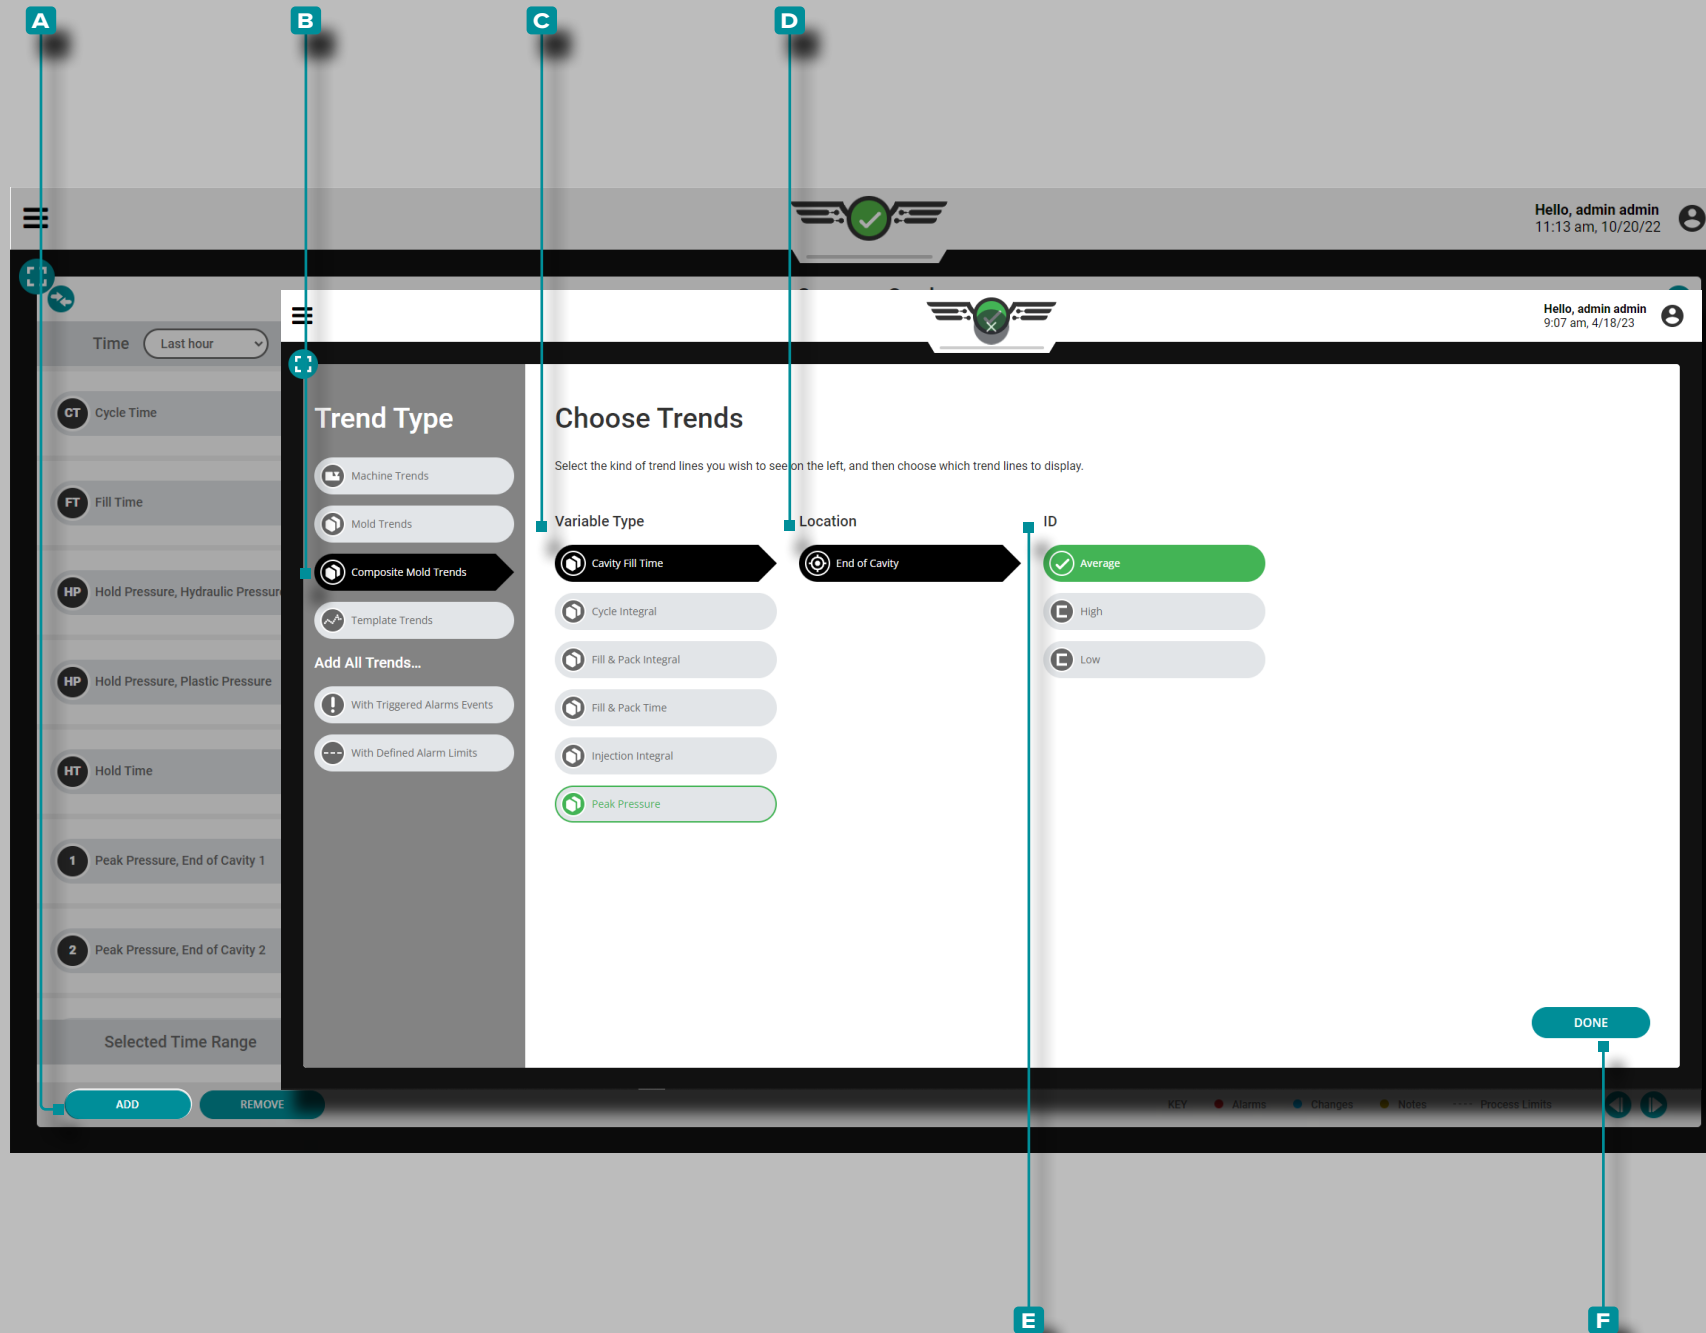 A
B
C
D
Hello, admin admin
11:13 am, 10/20/22
Time
Last hour
CT
Cycle Time
FT
Fill Time
HP
Hold Pressure, Hydraulic Pressure
HP
Hold Pressure, Plastic Pressure
HT
Hold Time
1
Peak Pressure, End of Cavity 1
2
Peak Pressure, End of Cavity 2
Selected Time Range
ADD
REMOVE
Hello, admin admin
9:07 am, 4/18/23
Trend Type
Machine Trends
Mold Trends
Composite Mold Trends
Template Trends
Add All Trends...
With Triggered Alarms Events
With Defined Alarm Limits
Choose Trends
Select the kind of trend lines you wish to see on the left, and then choose which trend lines to display.
Variable Type
Cavity Fill Time
Cycle Integral
Fill & Pack Integral
Fill & Pack Time
Injection Integral
Peak Pressure
Location
End of Cavity
ID
Average
High
Low
DONE
KEY
Alarms
Changes
Notes
Process Limits
E
F